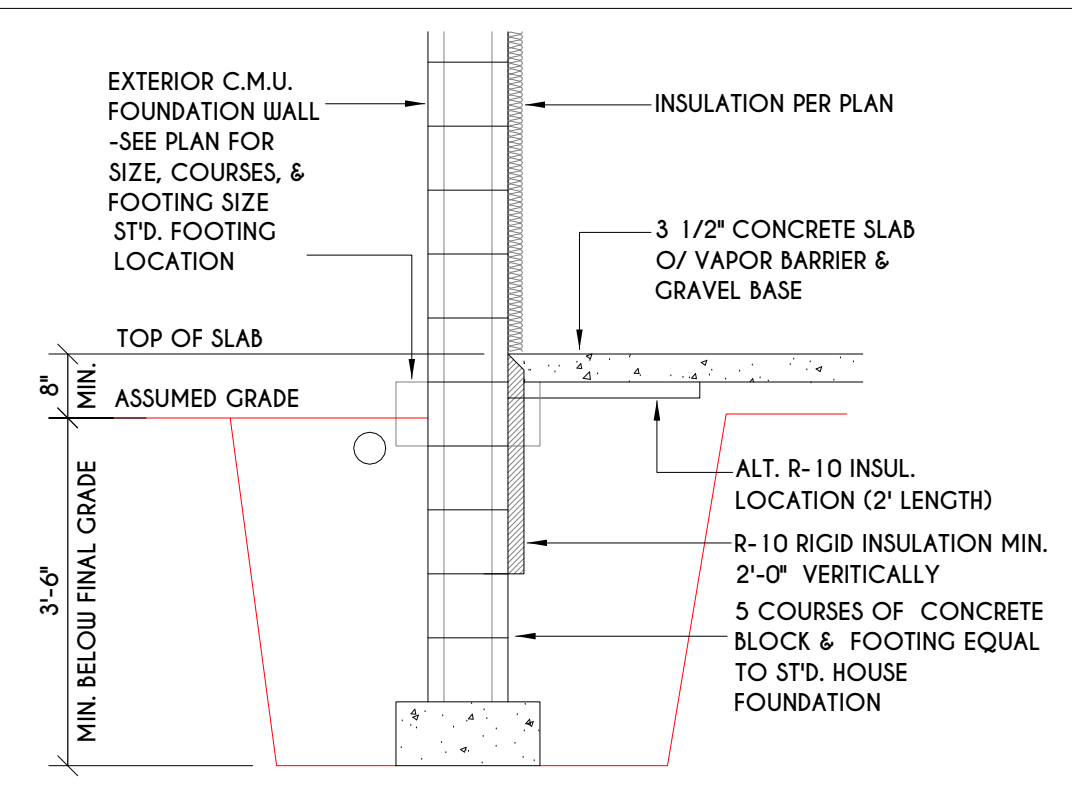 EXTERIOR C.M.U.
FOUNDATION WALL
-SEE PLAN FOR
SIZE, COURSES, &
FOOTING SIZE
ST'D. FOOTING
LOCATION
INSULATION PER PLAN
3 1/2" CONCRETE SLAB
O/ VAPOR BARRIER &
GRAVEL BASE
TOP OF SLAB
8"
MIN.
ASSUMED GRADE
3'-6"
MIN. BELOW FINAL GRADE
ALT. R-10 INSUL.
LOCATION (2' LENGTH)
R-10 RIGID INSULATION MIN.
2'-0" VERITICALLY
5 COURSES OF CONCRETE
BLOCK & FOOTING EQUAL
TO ST'D. HOUSE
FOUNDATION